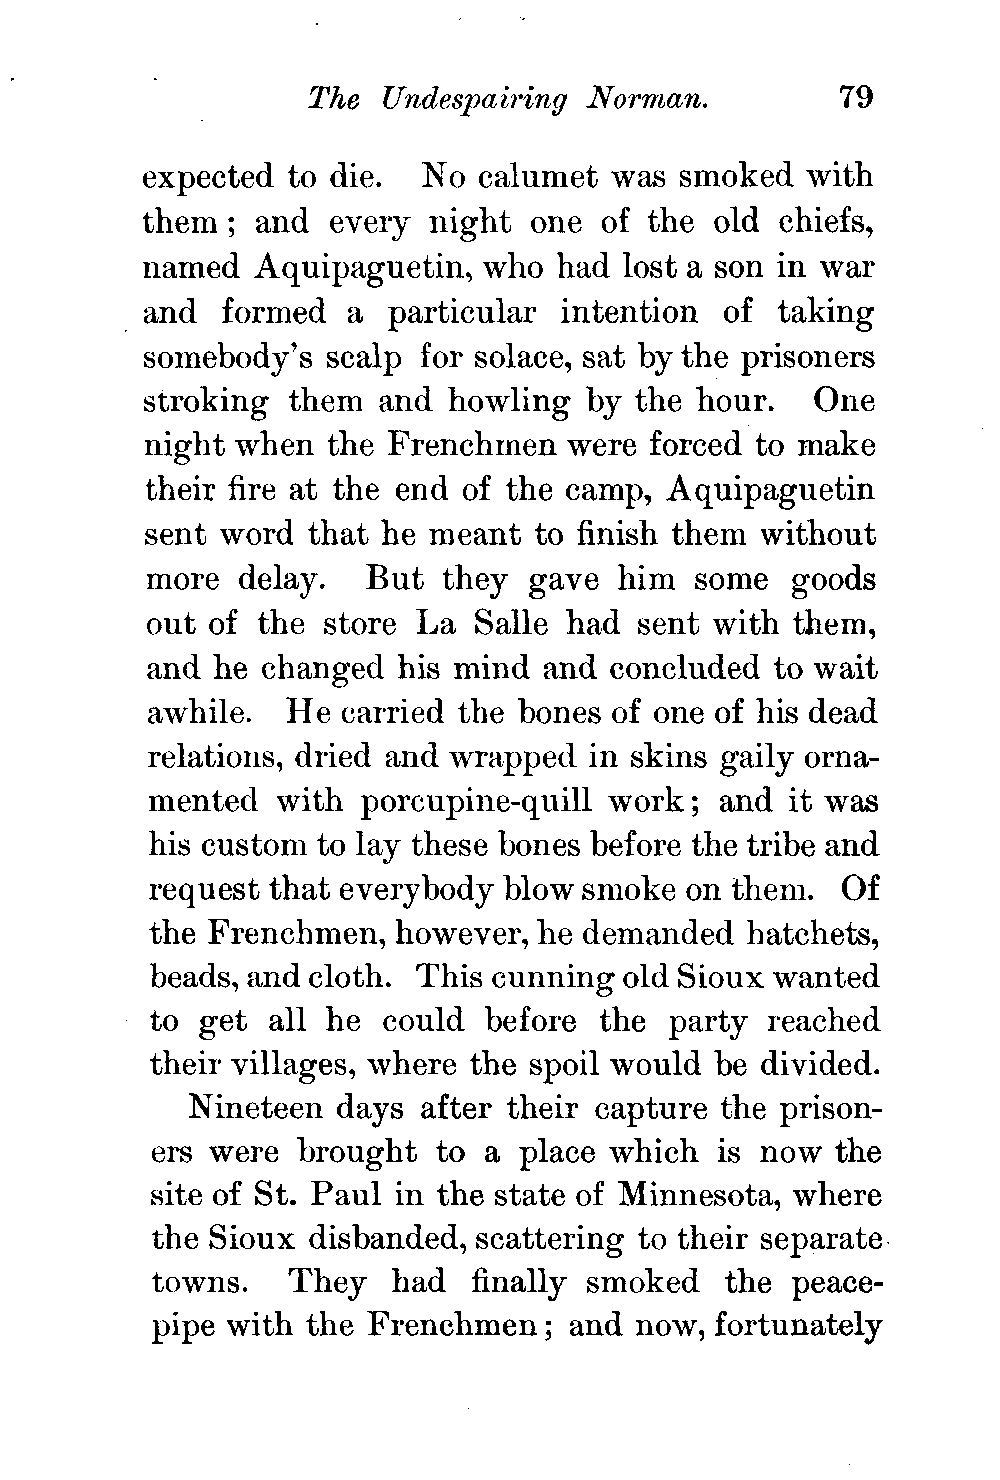 The Undespairing Norman. 79
expected to die. No calumet was smoked with
them; and every night one of the old chiefs,
named Aquipaguetin, who had lost a son in war
and formed a particular intention of taking
somebody's scalp for solace, sat by the prisoners
stroking them and howling by the hour. One
night when the Frenchmen were forced to make
their fire at the end of the camp, Aquipaguetin
sent word that he meant to finish them without
more delay. But they gave him some goods
out of the store La Salle had sent with them,
and he changed his mind and concluded to wait
awhile. He carried the bones of one of his dead
relations, dried and wrapped in skins gaily orna-
mented with porcupine-quill work; and it was
his custom to lay these bones before the tribe and
request that everybody blow smoke on them. Of
the Frenchmen, however, he demanded hatchets,
beads, and cloth. This cunning old Sioux wanted
to get all he could before the party reached
their villages, where the spoil would be divided.
Nineteen days after their capture the prison-
ers were brought to a place which is now the
site of St. Paul in the state of Minnesota, where
the Sioux disbanded, scattering to their separate
towns. They had finally smoked the peace-
pipe with the Frenchmen; and now, fortunately